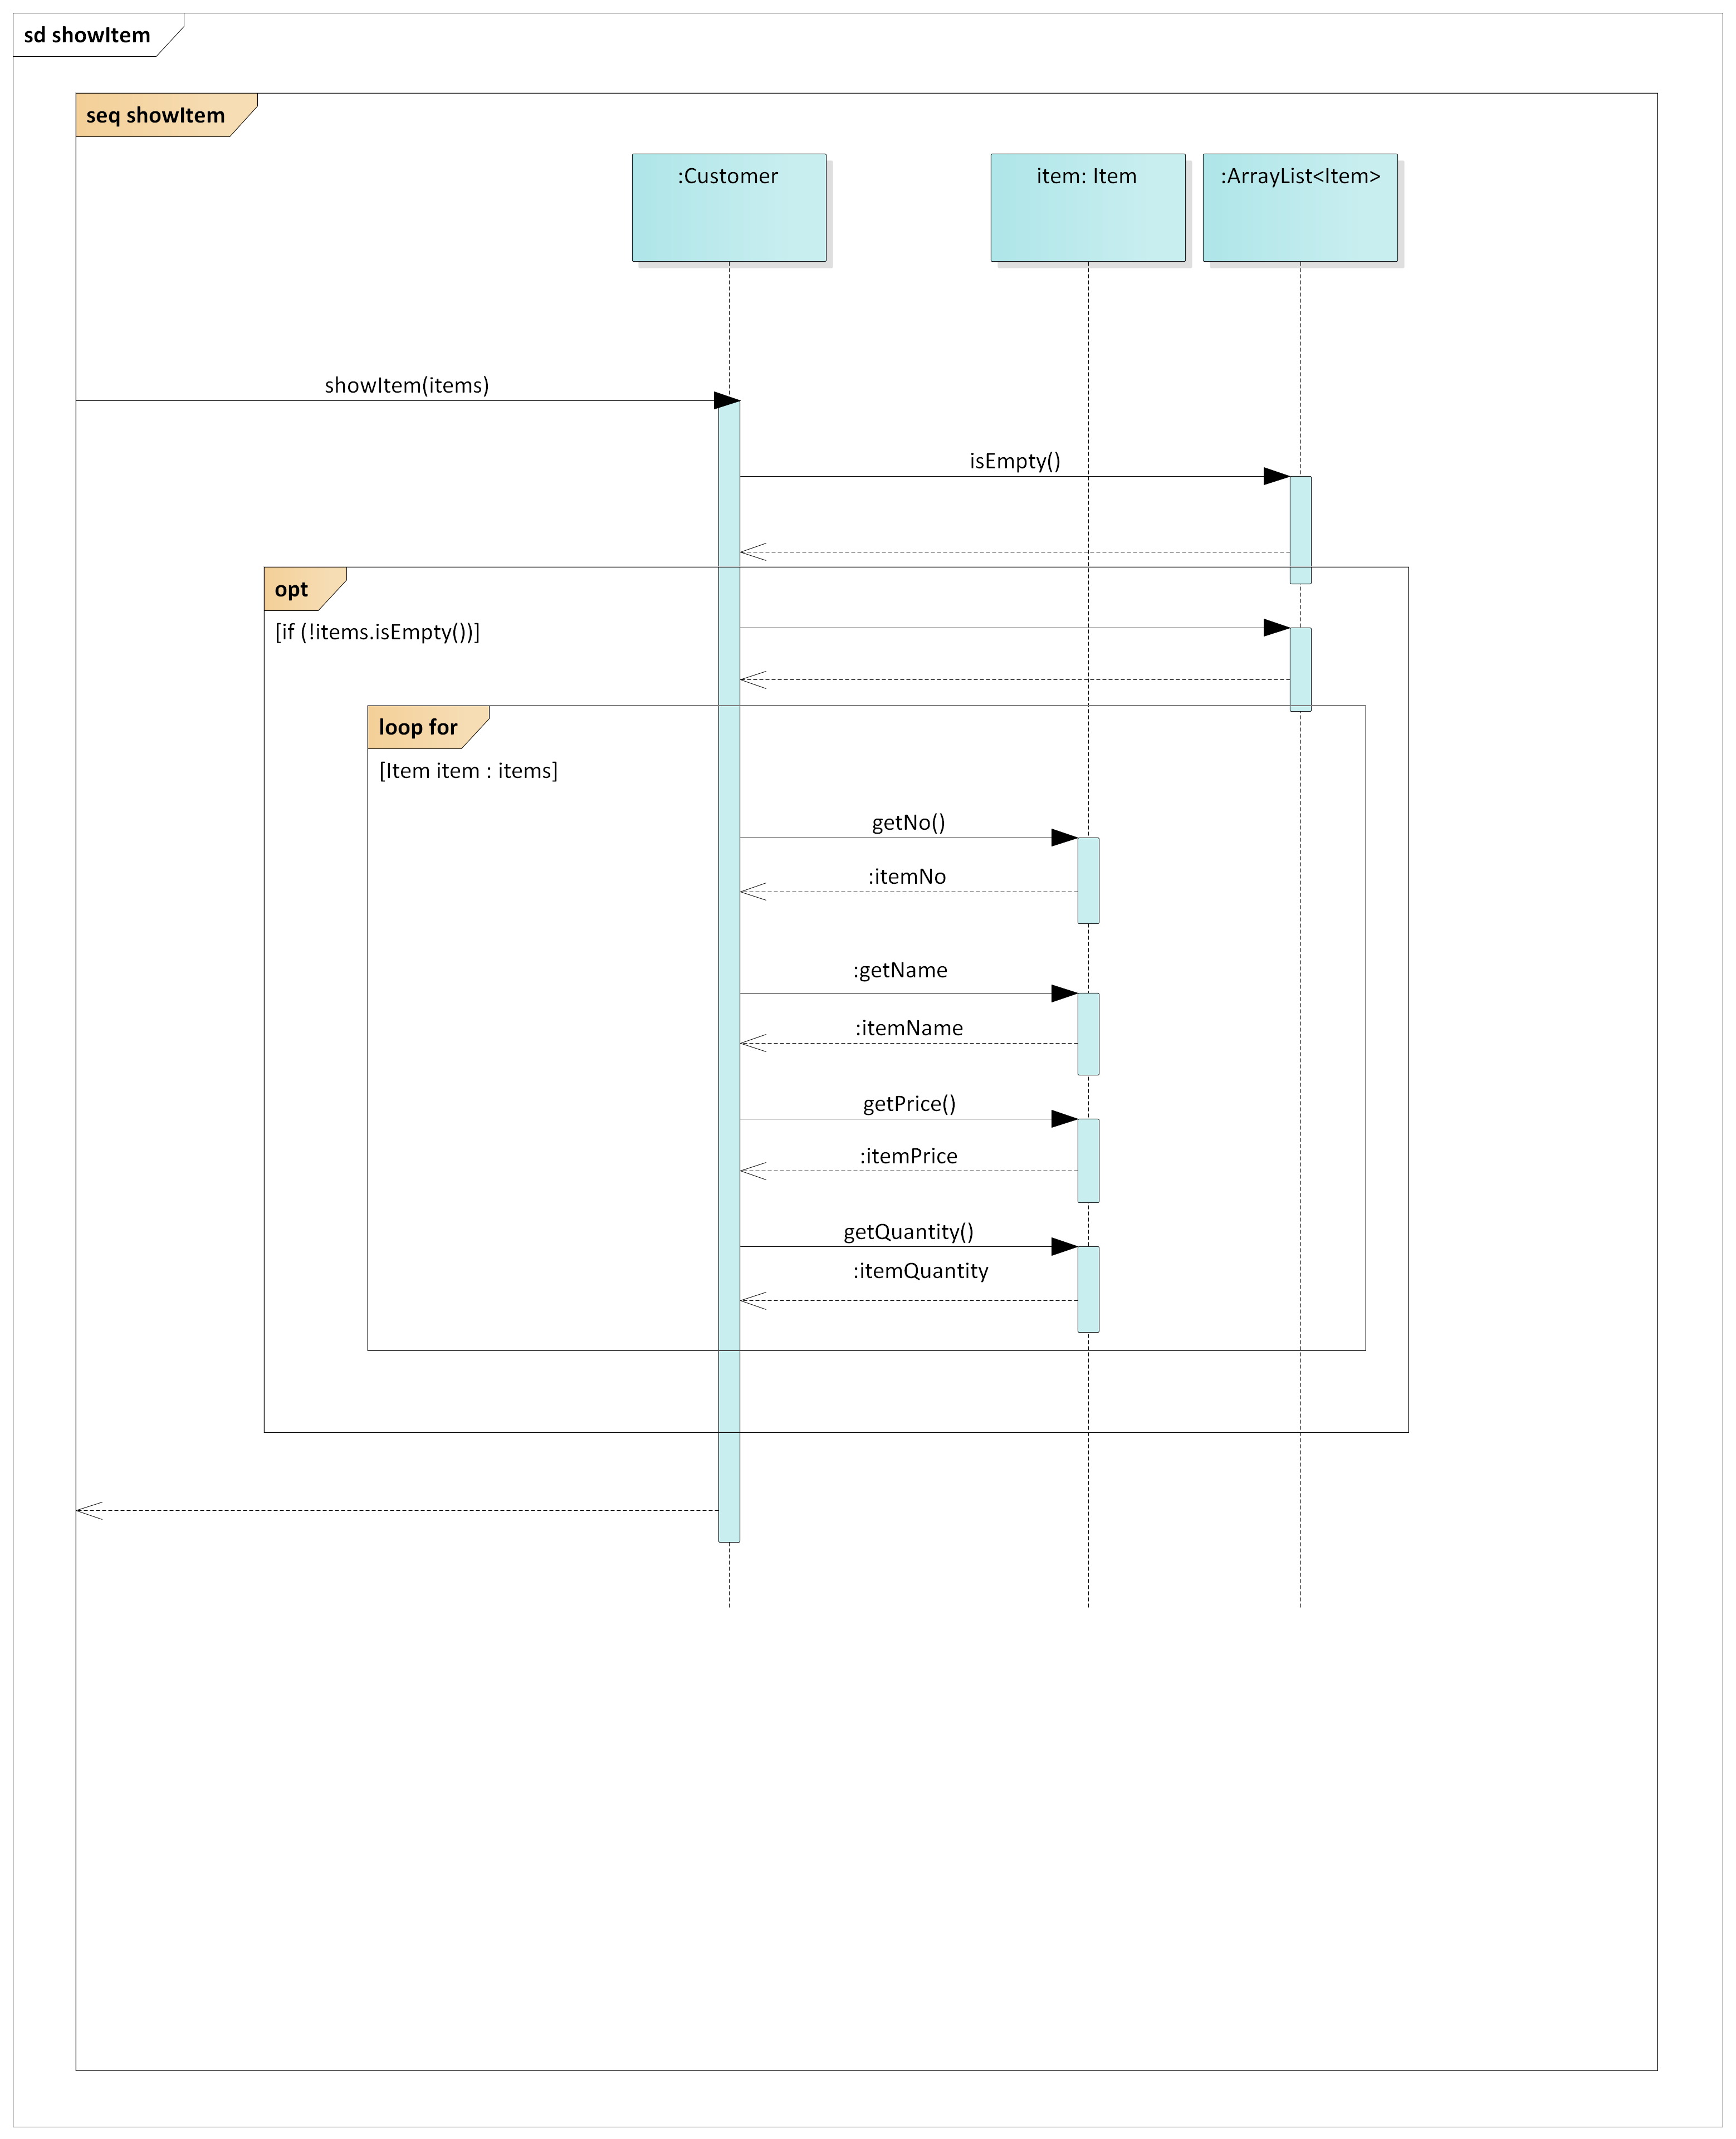 sd showItem
seq showItem
:Customer
item: Item
:ArrayList<Item>
showItem(items)
isEmpty()
opt
[if (!items.isEmpty())]
loop for
[Item item : items]
getNo()
:itemNo
:getName
:itemName
getPrice()
:itemPrice
getQuantity()
:itemQuantity